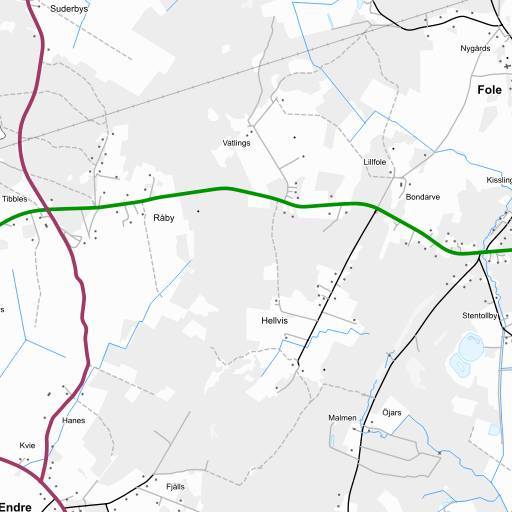 Suderbys
Nygårds
Fole
Vatlings
Lillfole
Kissling
Tibbles
Bondarve
Råby
s
Stentollby
Hellvis
Öjars
Malmen
Hanes
Kvie
Fjälls
Endre